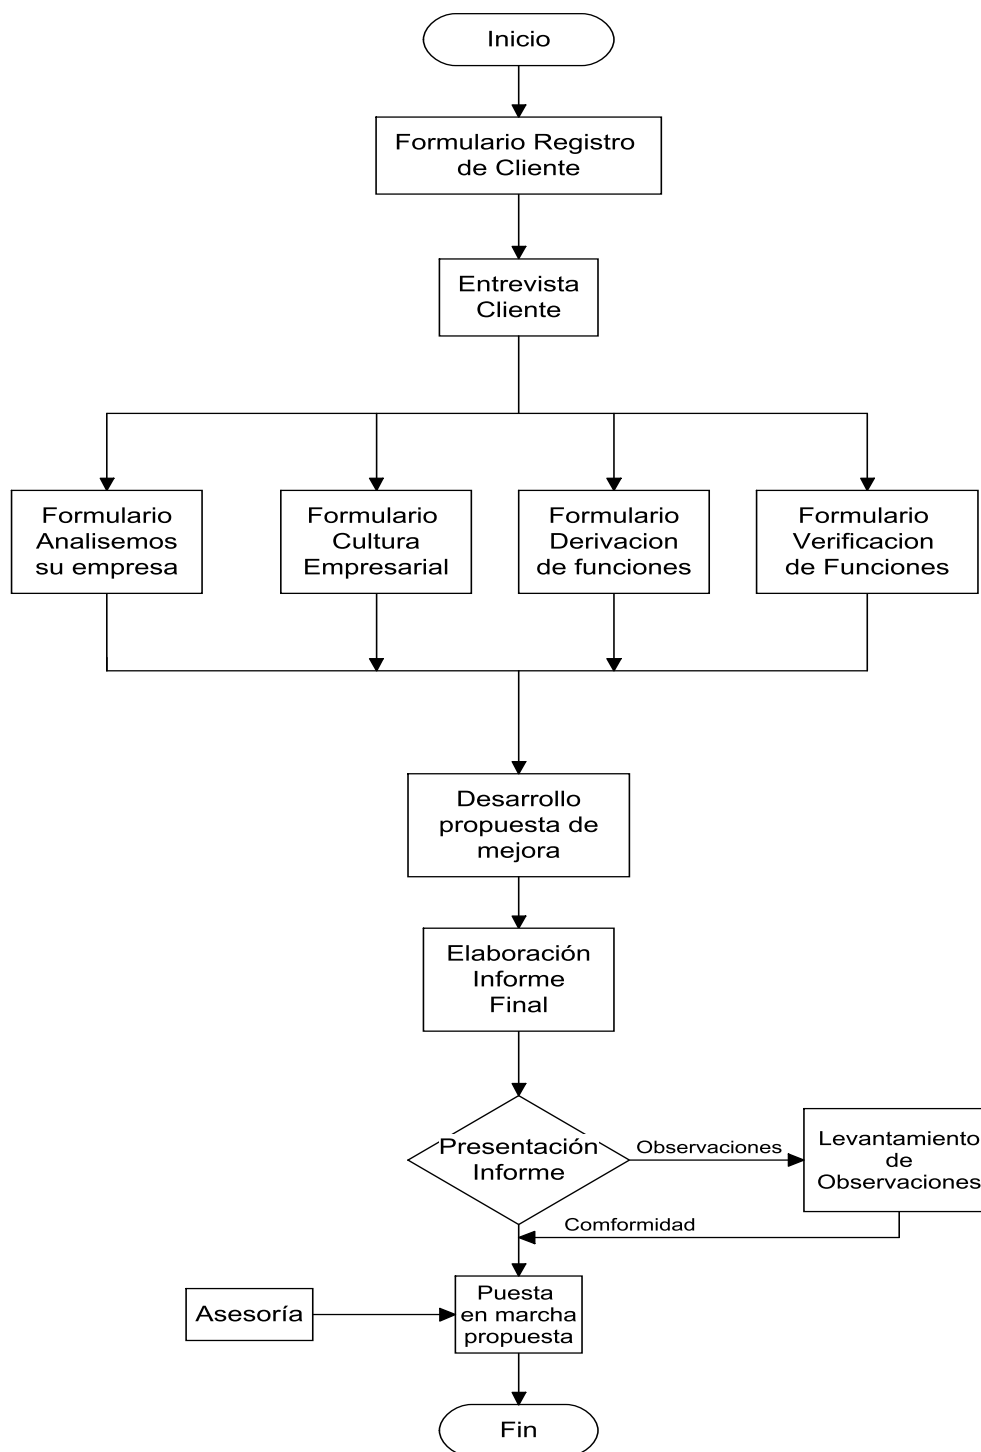 Inicio
Formulario Registro
de Cliente
Entrevista
Cliente
Formulario
Analisemos
su empresa
Formulario
Cultura
Empresarial
Formulario
Derivacion
de funciones
Formulario
Verificacion
de Funciones
Desarrollo
propuesta de
mejora
Elaboración
Informe
Final
Presentación
Informe
Observaciones
Levantamiento
de
Observaciones
Comformidad
Asesoría
Puesta
en marcha
propuesta
Fin